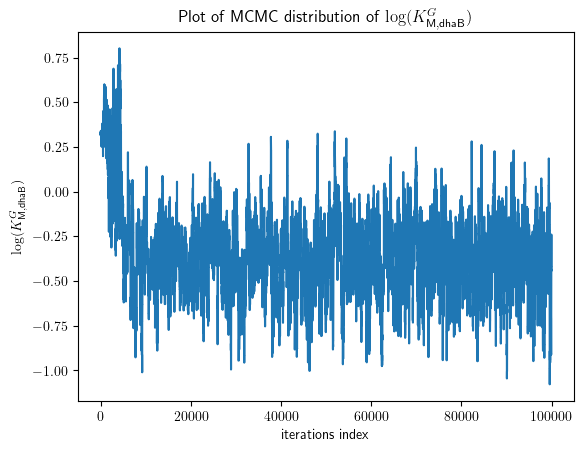 Plot of MCMC distribution of log(K^G_M,dhaB)
log(K^G_M,dhaB)
0.75
0.50
0.25
0.00
−0.25
−0.50
−0.75
−1.00
0 20000 40000 60000 80000 100000
iterations index